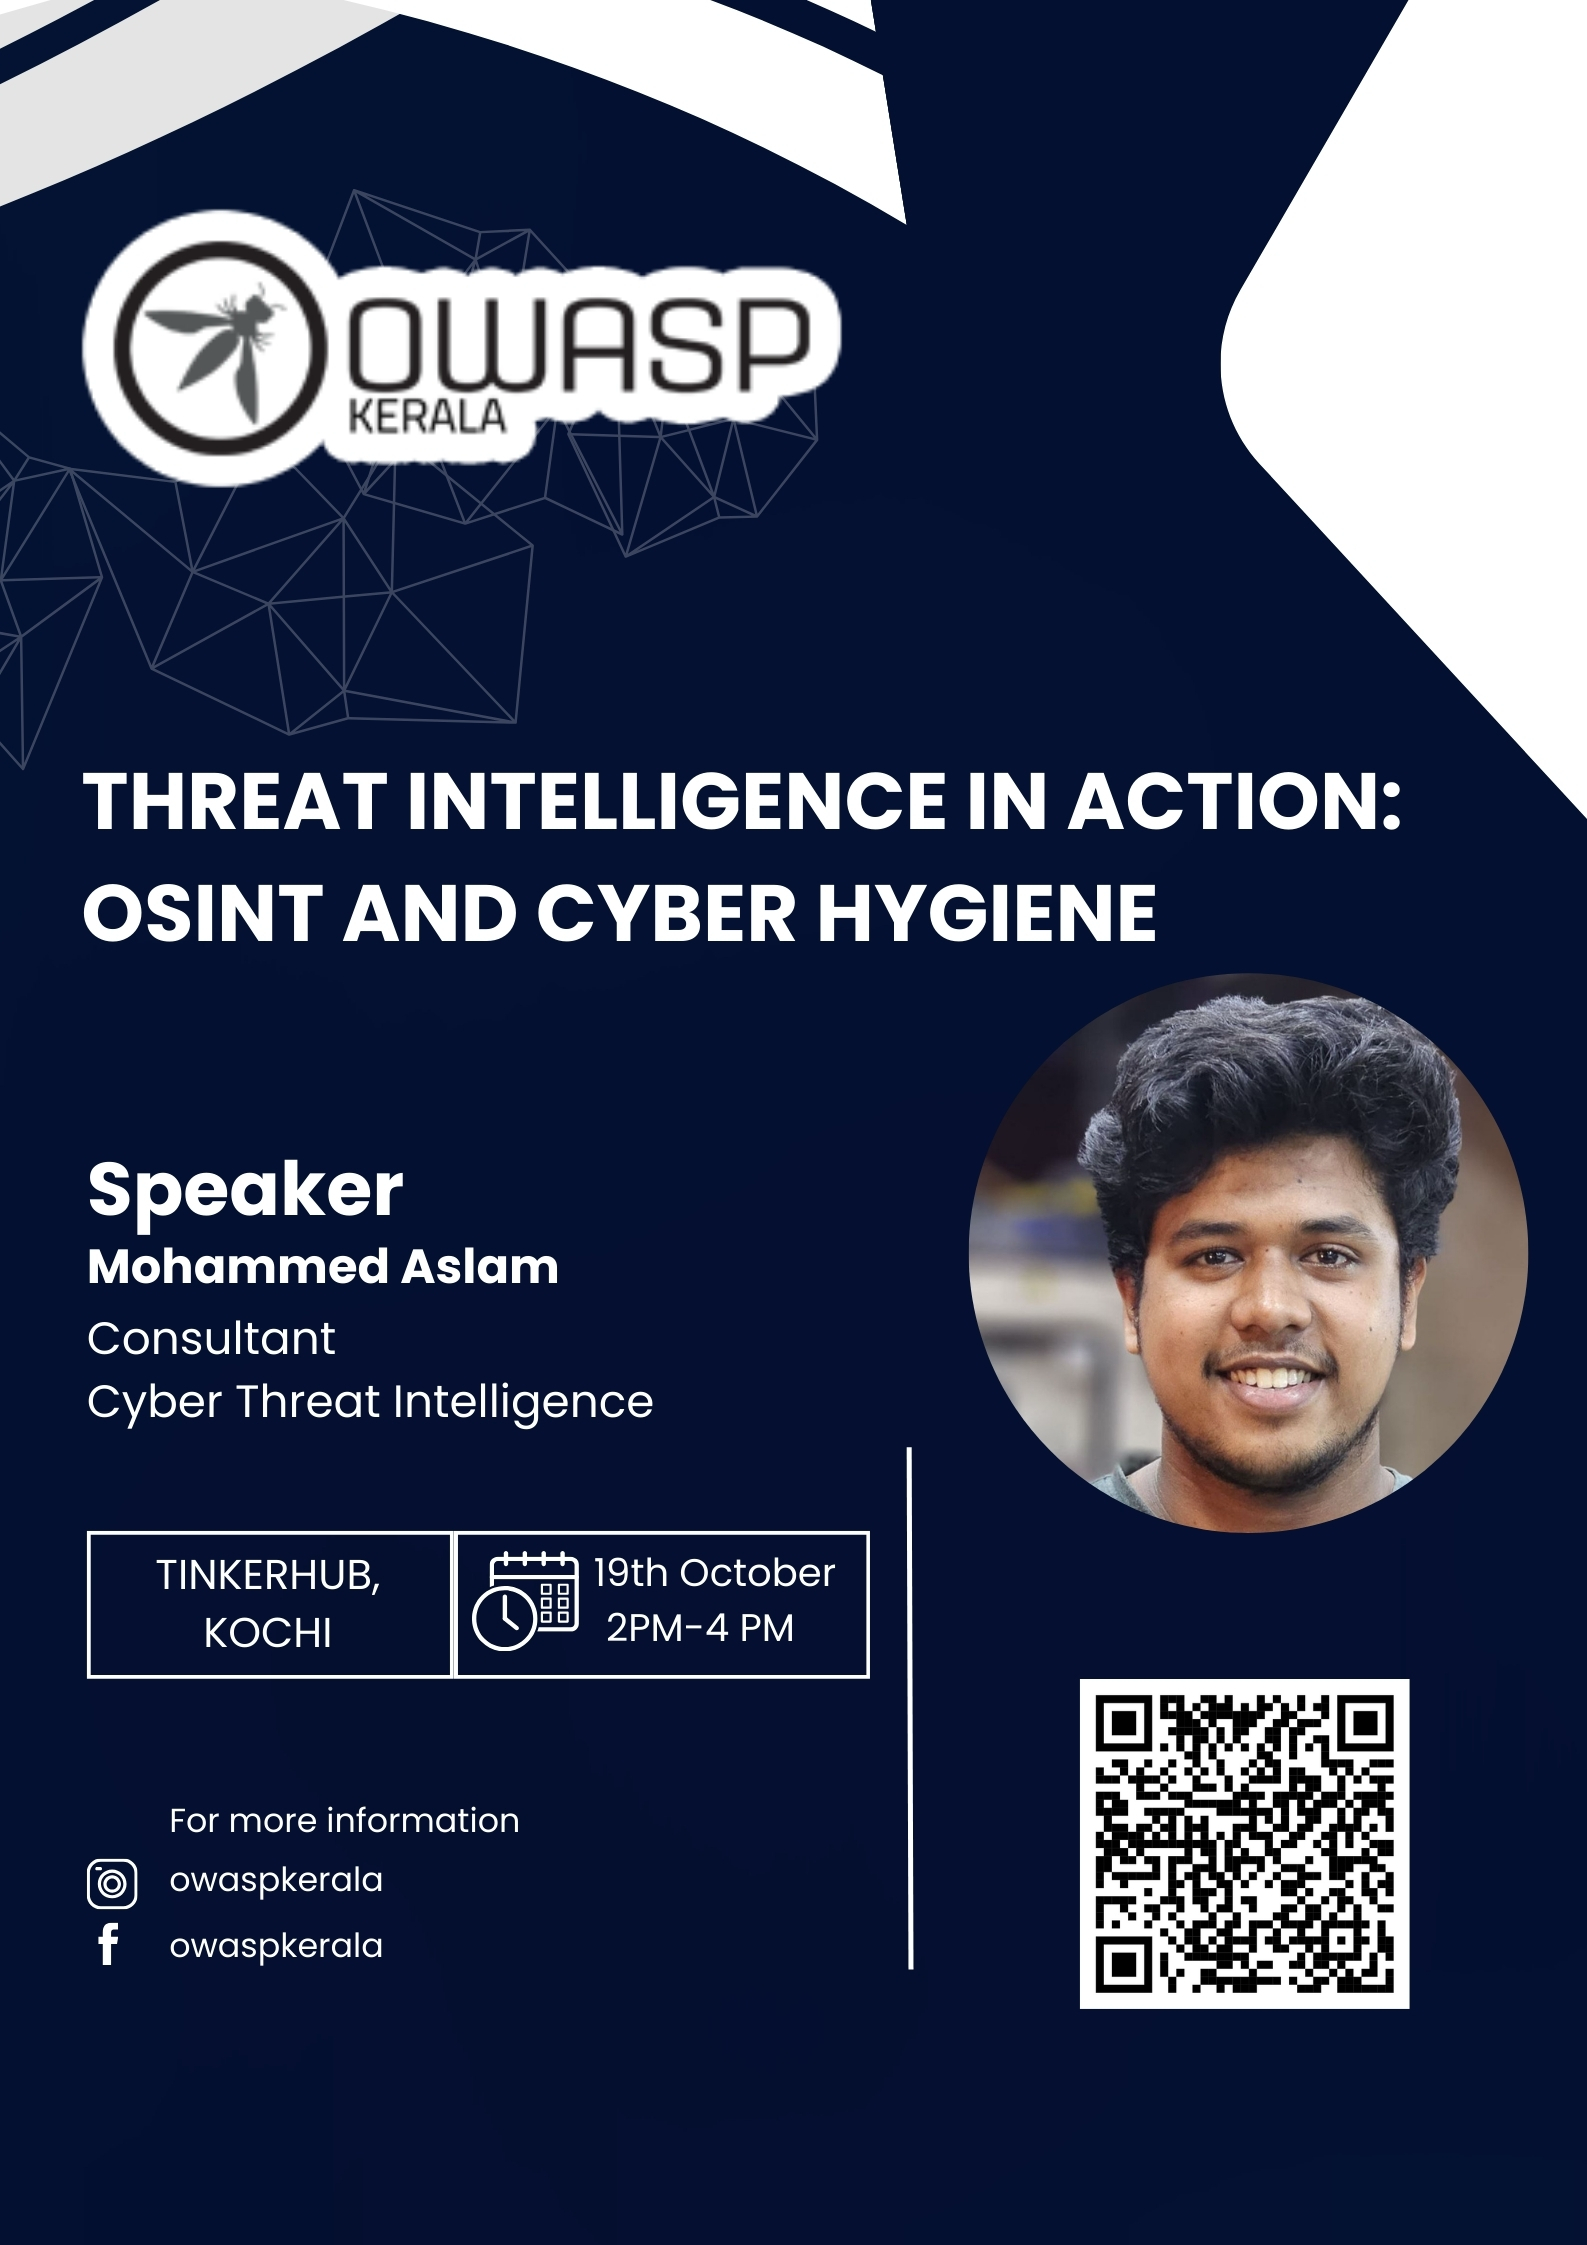 OWASP
KERALA
THREAT INTELLIGENCE IN ACTION:
OSINT AND CYBER HYGIENE
Speaker
Mohammed Aslam
Consultant
Cyber Threat Intelligence
TINKERHUB,
KOCHI
19th October
2PM-4 PM
For more information
owaspkerala
owaspkerala